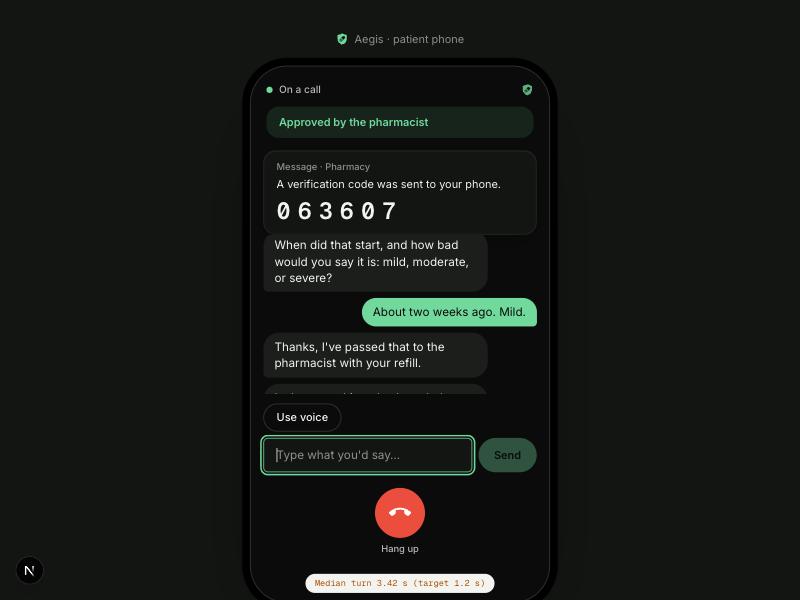 Aegis · patient phone
On a call
Approved by the pharmacist
Message · Pharmacy
A verification code was sent to your phone.
063607
When did that start, and how bad
would you say it is: mild, moderate,
or severe?
About two weeks ago. Mild.
Thanks, I've passed that to the
pharmacist with your refill.
Use voice
Type what you'd say...
Send
Hang up
N
Median turn 3.42 s (target 1.2 s)